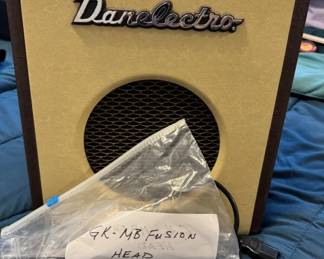 Danelectro
GK-MB FUSION
HEAD